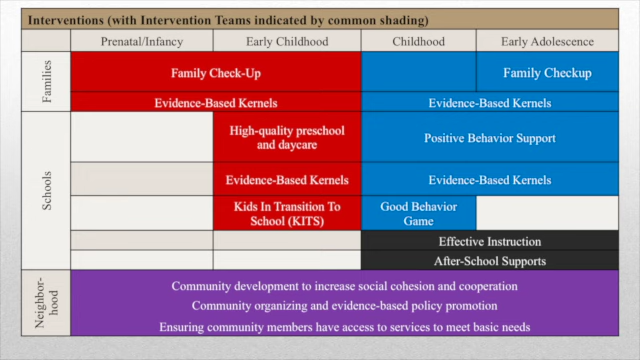 Interventions (with Intervention Teams indicated by common shading)
Prenatal/Infancy Early Childhood Childhood Early Adolescence
Families
Family Check-Up Family Checkup
Evidence-Based Kernels Evidence-Based Kernels
Schools
High-quality preschool
and daycare
Positive Behavior Support
Evidence-Based Kernels Evidence-Based Kernels
Kids In Transition To
School (KITS)
Good Behavior
Game
Effective Instruction
After-School Supports
Neighbor-
hood
Community development to increase social cohesion and cooperation
Community organizing and evidence-based policy promotion
Ensuring community members have access to services to meet basic needs